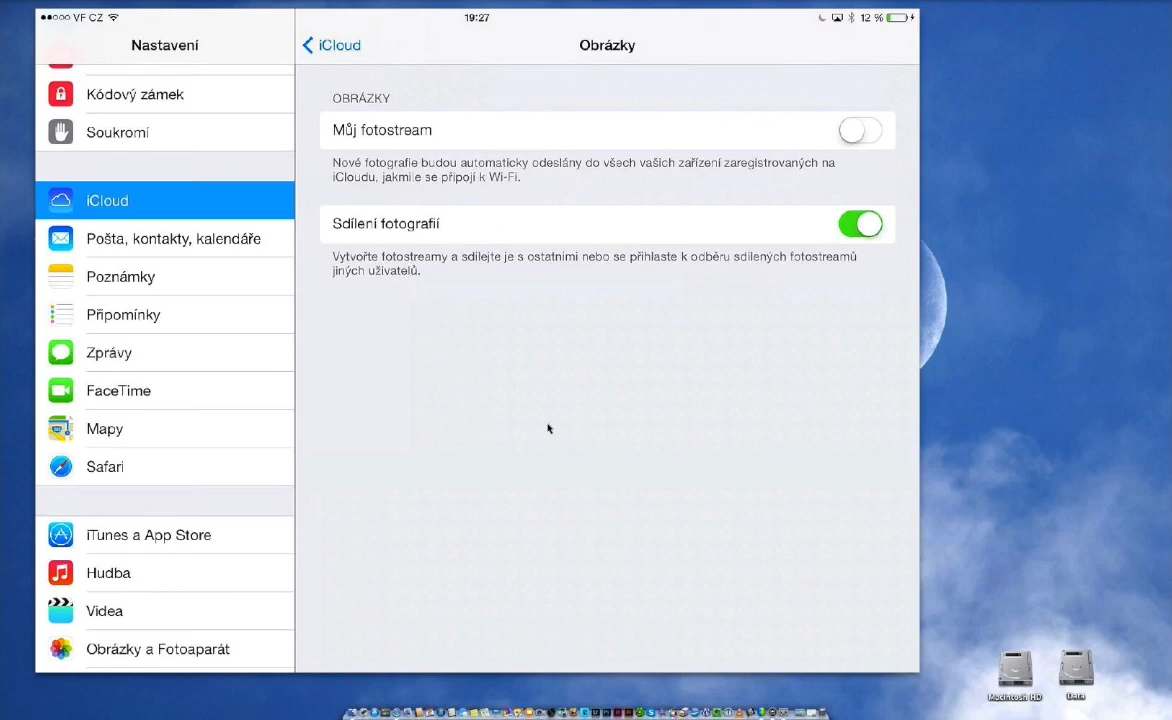 VF CZ
19:27
12 %
Nastavení
iCloud
Obrázky
Kódový zámek
Soukromí
iCloud
Pošta, kontakty, kalendáře
Poznámky
Připomínky
Zprávy
FaceTime
Mapy
Safari
iTunes a App Store
Hudba
Videa
Obrázky a Fotoaparát
OBRÁZKY
Můj fotostream
Nové fotografie budou automaticky odeslány do všech vašich zařízení zaregistrovaných na
iCloudu, jakmile se připojí k Wi-Fi.
Sdílení fotografií
Vytvořte fotostreamy a sdílejte je s ostatními nebo se přihlaste k odběru sdílených fotostreamů
jiných uživatelů.
Macintosh HD
Data